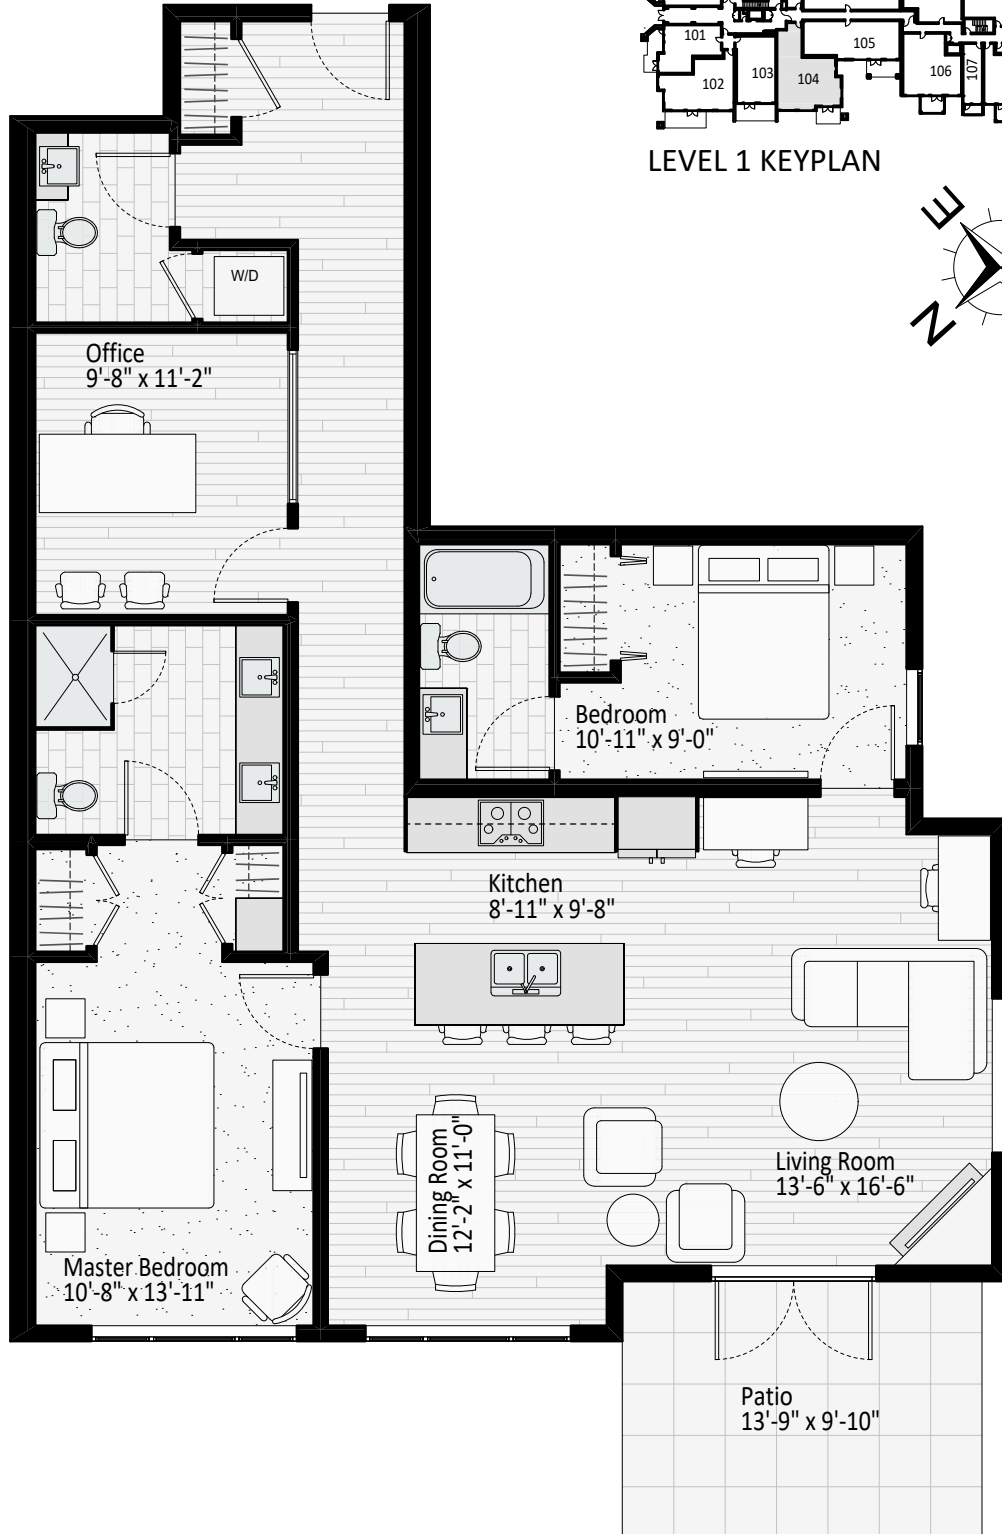 101
102
103
104
105
106
107
LEVEL 1 KEYPLAN
E
N
W/D
Office
9'-8" x 11'-2"
Bedroom
10'-11" x 9'-0"
Kitchen
8'-11" x 9'-8"
Dining Room
12'-2" x 11'-0"
Living Room
13'-6" x 16'-6"
Master Bedroom
10'-8" x 13'-11"
Patio
13'-9" x 9'-10"